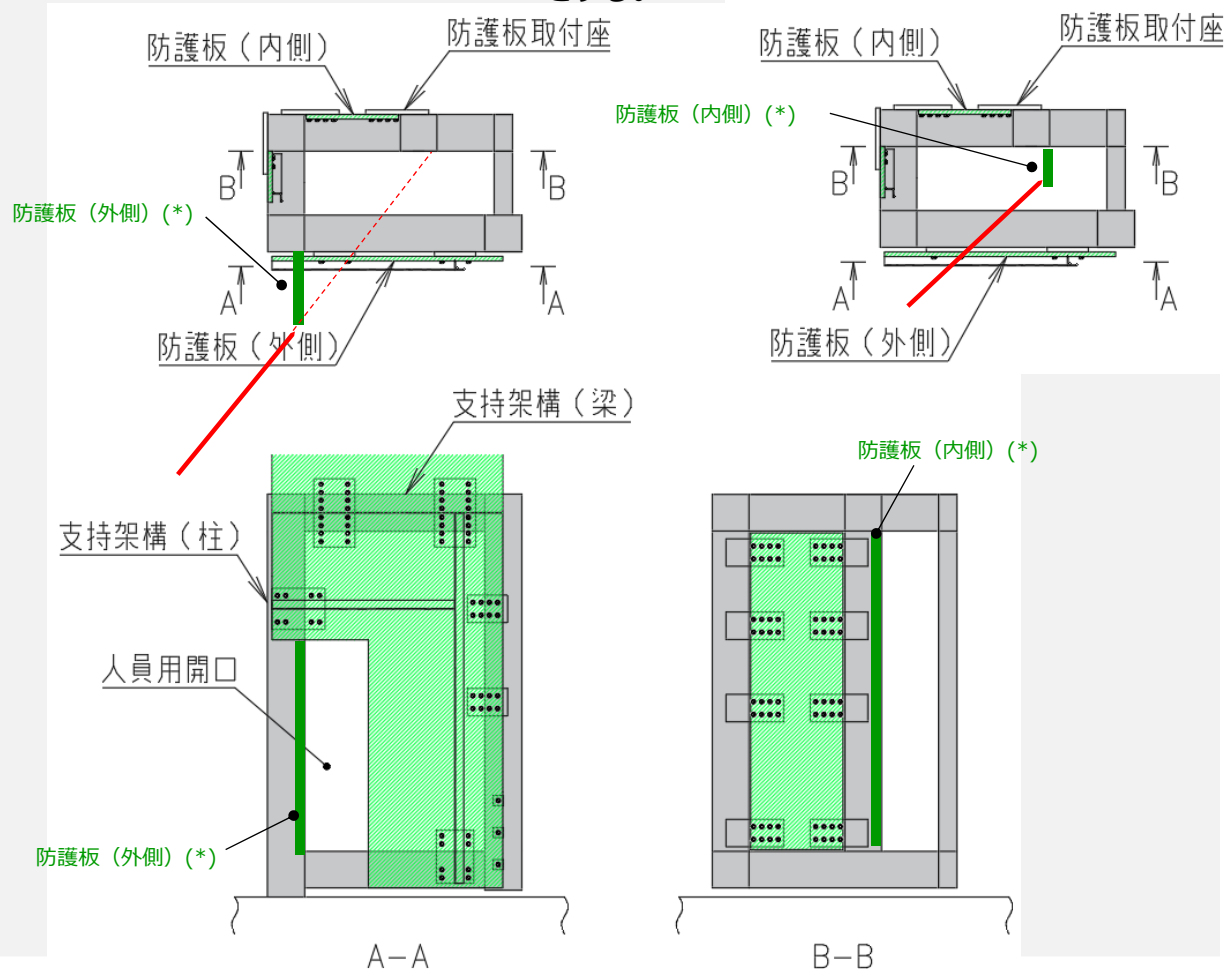 防護板(内側)
防護板取付座
防護板(内側)
防護板取付座
防護板(内側)(*)
B
B
B
B
防護板(外側)(*)
A
A
A
A
防護板(外側)
防護板(外側)
支持架構(梁)
防護板(内側)(*)
支持架構(柱)
人員用開口
防護板(外側)(*)
A-A
B-B